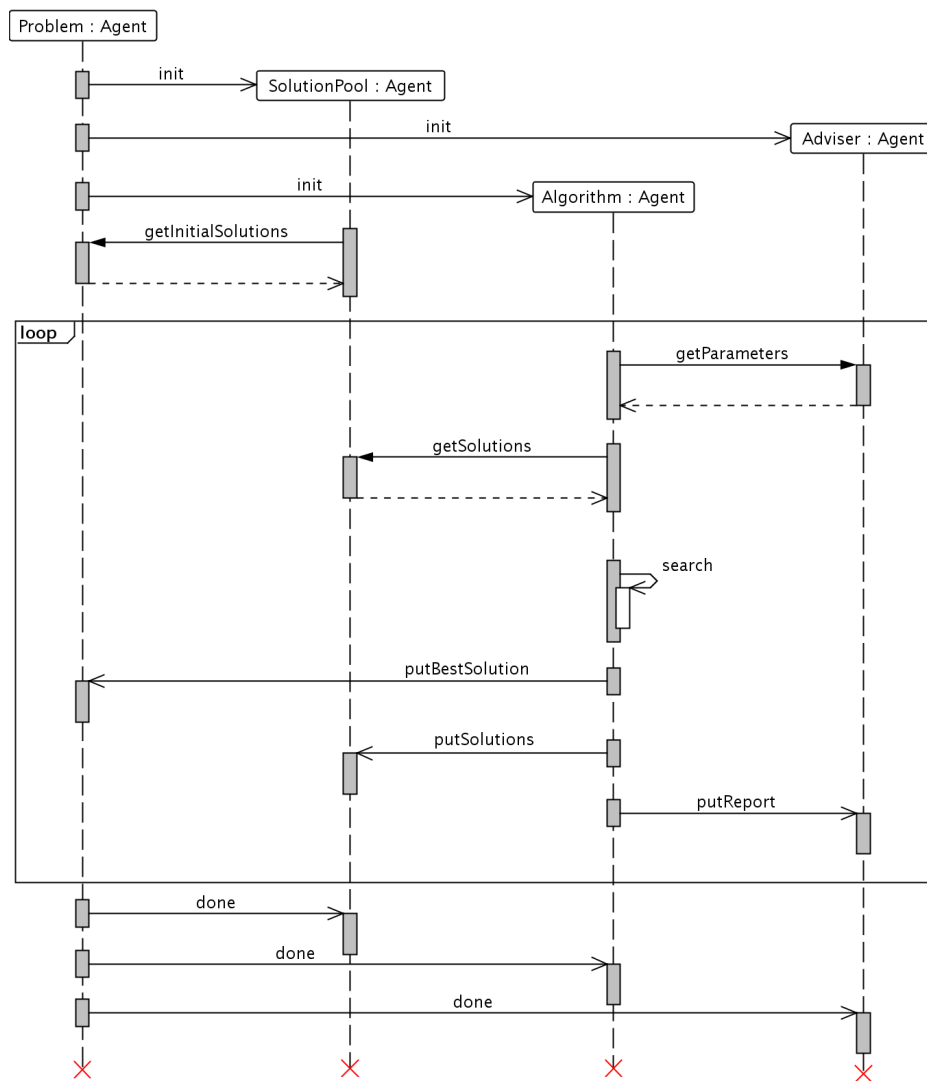 Problem : Agent
init
SolutionPool : Agent
init
Adviser : Agent
init
Algorithm : Agent
getInitialSolutions
loop
getParameters
getSolutions
search
putBestSolution
putSolutions
putReport
done
done
done